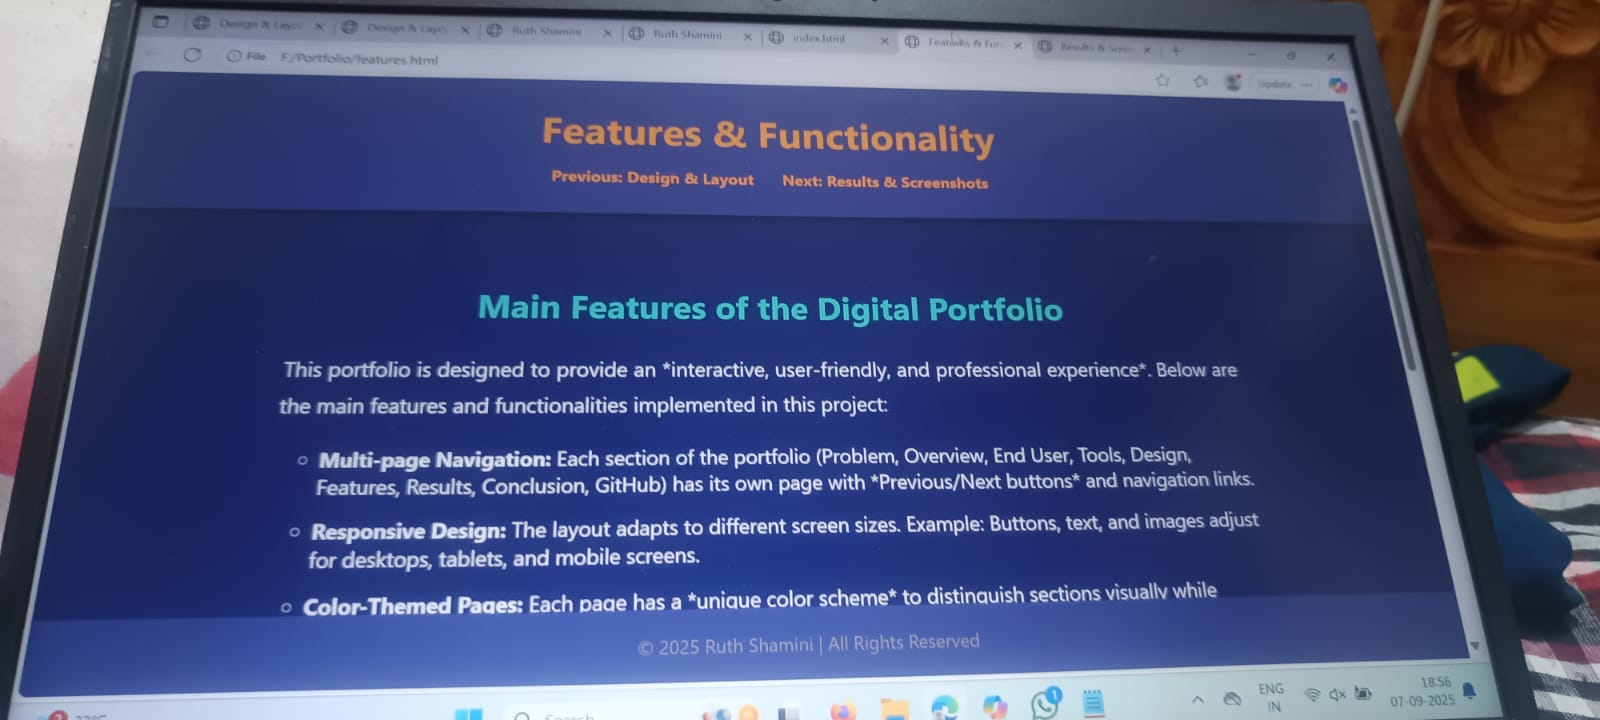 Design & Layo
Design & Layo
Ruth Shamini
Ruth Shamini
index.html
Features & Fun
Results & Scree
File F:/Portfolio/features.html
Update
Features & Functionality
Previous: Design & Layout Next: Results & Screenshots
Main Features of the Digital Portfolio
This portfolio is designed to provide an *interactive, user-friendly, and professional experience*. Below are
the main features and functionalities implemented in this project:
Multi-page Navigation: Each section of the portfolio (Problem, Overview, End User, Tools, Design,
Features, Results, Conclusion, GitHub) has its own page with *Previous/Next buttons* and navigation links.
Responsive Design: The layout adapts to different screen sizes. Example: Buttons, text, and images adjust
for desktops, tablets, and mobile screens.
Color-Themed Pages: Each page has a *unique color scheme* to distinguish sections visually while
© 2025 Ruth Shamini | All Rights Reserved
Search
1
ENG
IN
18:56
07-09-2025